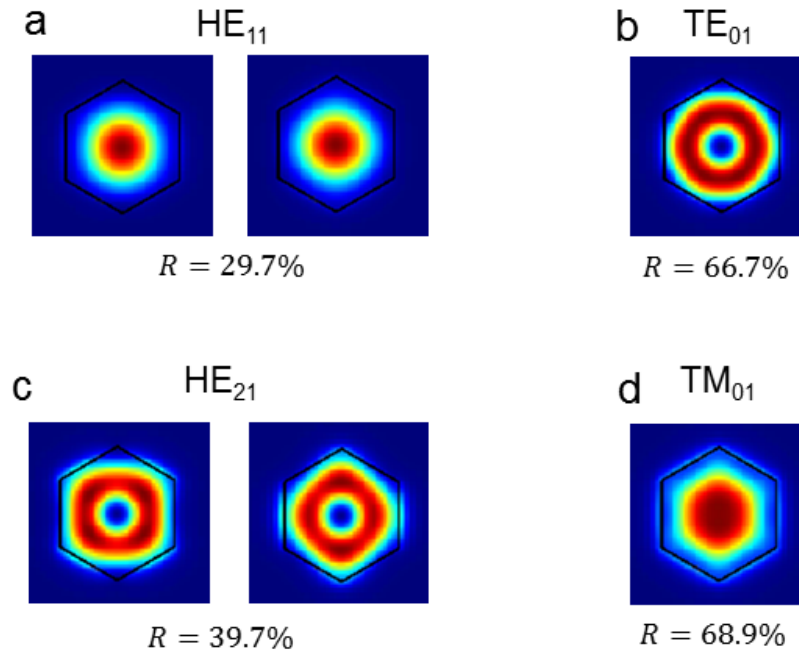 a HE₁₁
b TE₀₁
R = 29.7%
R = 66.7%
c HE₂₁
d TM₀₁
R = 39.7%
R = 68.9%